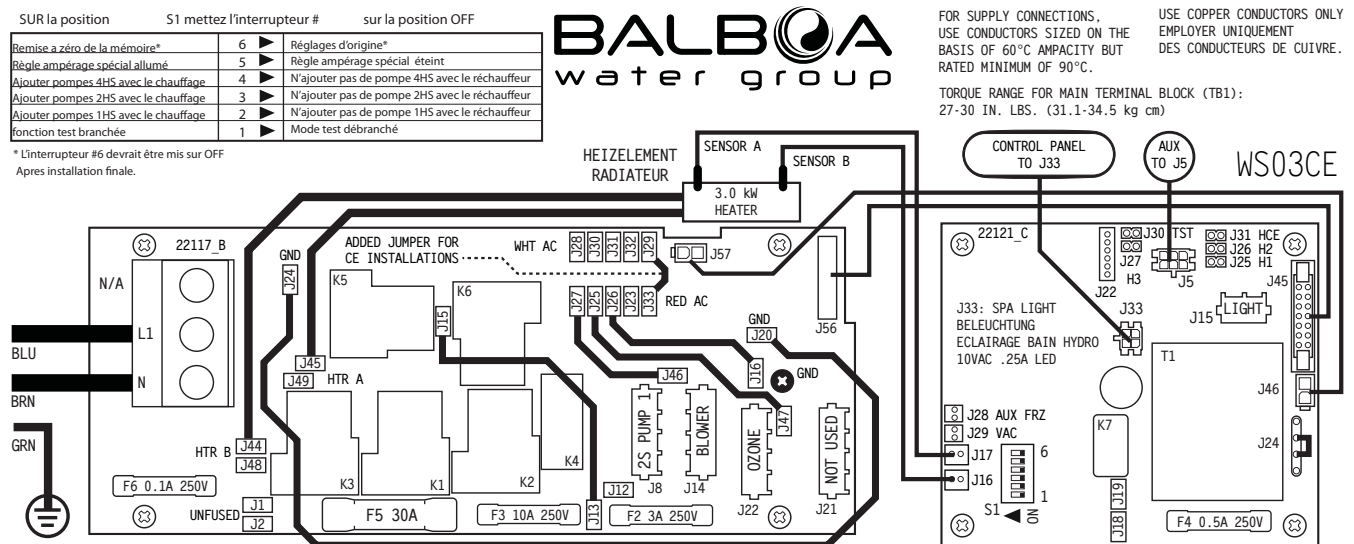 SUR la position S1 mettez l'interrupteur # sur la position OFF
Remise a zéro de la mémoire* 6 ▶ Réglages d'origine*
Règle ampérage spécial allumé 5 ▶ Règle ampérage spécial éteint
Ajouter pompes 4HS avec le chauffage 4 ▶ N'ajouter pas de pompe 4HS avec le réchauffeur
Ajouter pompes 2HS avec le chauffage 3 ▶ N'ajouter pas de pompe 2HS avec le réchauffeur
Ajouter pompes 1HS avec le chauffage 2 ▶ N'ajouter pas de pompe 1HS avec le réchauffeur
fonction test branchée 1 ▶ Mode test débranché
* L'interrupteur #6 devrait être mis sur OFF
Apres installation finale.
BALBOA
water group
FOR SUPPLY CONNECTIONS,
USE CONDUCTORS SIZED ON THE
BASIS OF 60°C AMPACITY BUT
RATED MINIMUM OF 90°C.
USE COPPER CONDUCTORS ONLY
EMPLOYER UNIQUEMENT
DES CONDUCTEURS DE CUIVRE.
TORQUE RANGE FOR MAIN TERMINAL BLOCK (TB1):
27-30 IN. LBS. (31.1-34.5 kg cm)
HEIZELEMENT
RADIATEUR
SENSOR A
SENSOR B
3.0 kW
HEATER
CONTROL PANEL
TO J33
AUX
TO J5
WS03CE
22117_B
N/A
L1
N
BLU
BRN
GRN
GND
J24
ADDED JUMPER FOR
CE INSTALLATIONS
WHT AC
J28
J30
J31
J32
J29
J57
J27
J25
J26
J23
J33
RED AC
J56
K5
K6
J15
J45
J49
HTR A
HTR B
J44
J48
K3
K1
K2
K4
J46
GND
J20
J16
GND
J47
2S PUMP 1
J8
BLOWER
J14
OZONE
J22
NOT USED
J21
F6 0.1A 250V
UNFUSED
J1
J2
F5 30A
F3 10A 250V
J13
J12
F2 3A 250V
22121_C
J22
J30 TST
J27
H3
J5
J31 HCE
J26 H2
J25 H1
J45
J33
J15
LIGHT
J33: SPA LIGHT
BELEUCHTUNG
ECLAIRAGE BAIN HYDRO
10VAC .25A LED
T1
J46
J28 AUX FRZ
J29 VAC
J17
J16
6
1
S1
ON
K7
J19
J18
J24
F4 0.5A 250V